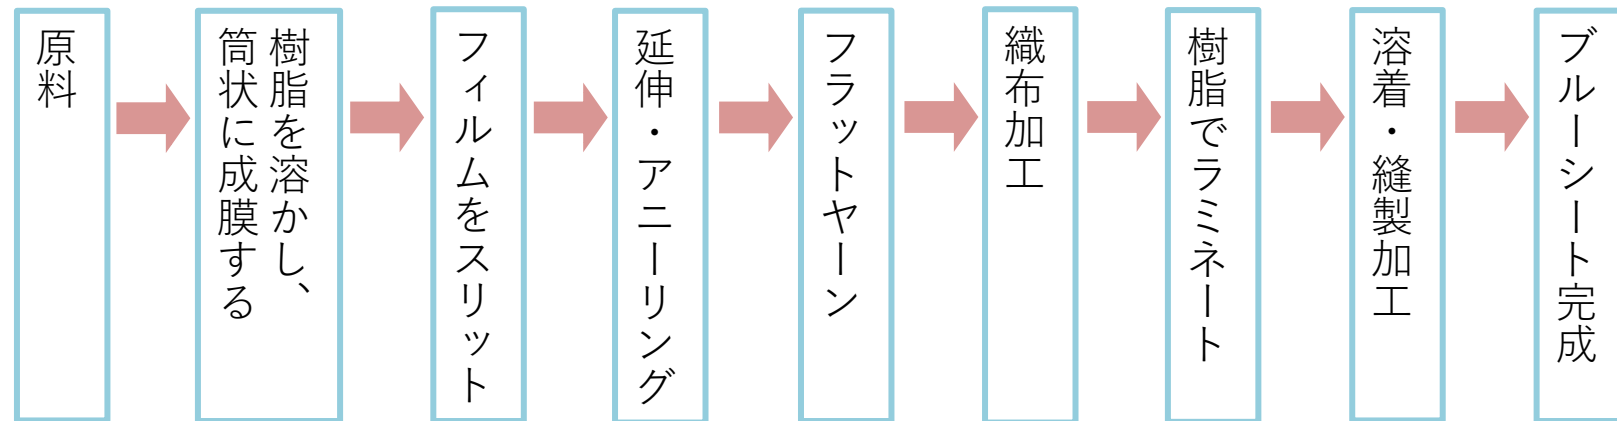 原料
樹脂を溶かし、
筒状に成膜する
フィルムをスリット
延伸・アニーリング
フラットヤーン
織布加工
樹脂でラミネート
溶着・縫製加工
ブルーシート完成